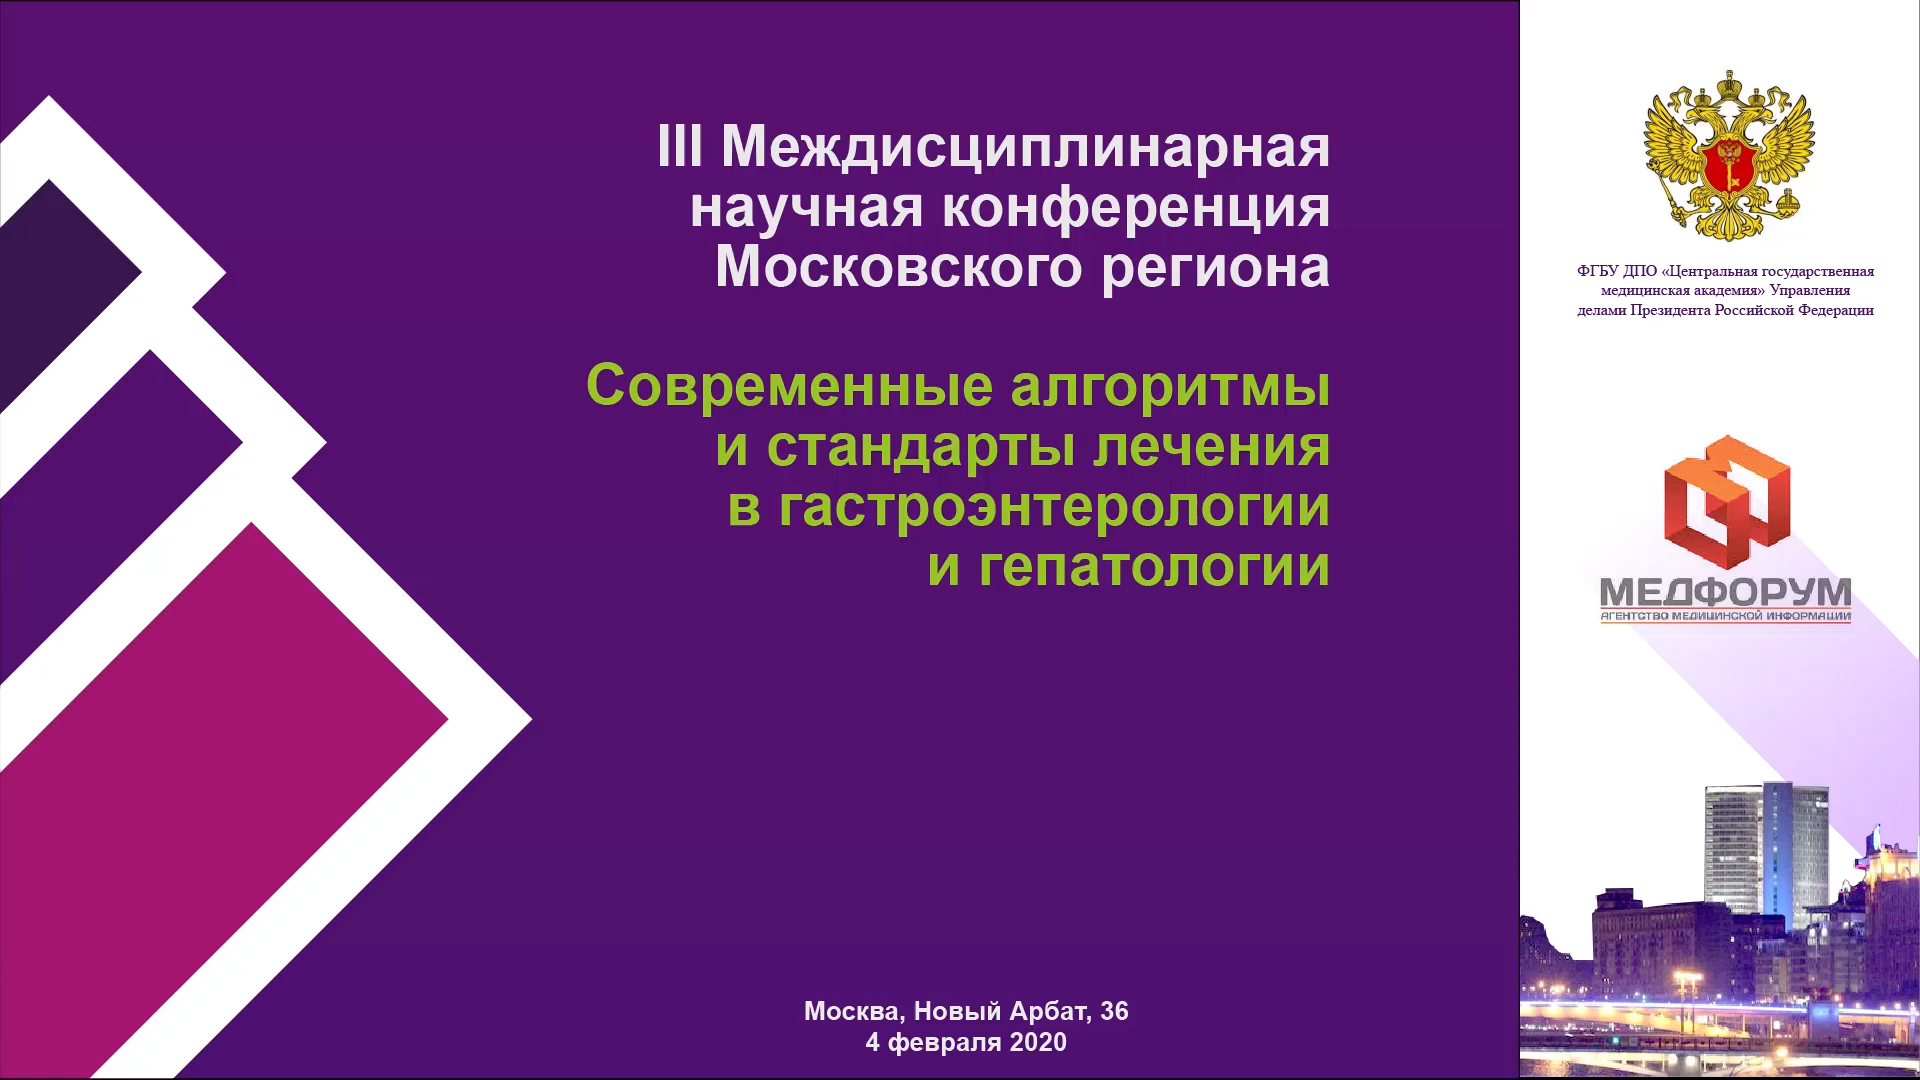 III Междисциплинарная
научная конференция
Московского региона
Современные алгоритмы
и стандарты лечения
в гастроэнтерологии
и гепатологии
Москва, Новый Арбат, 36
4 февраля 2020
ФГБУ ДПО «Центральная государственная
медицинская академия» Управления
делами Президента Российской Федерации
МЕДФОРУМ
АГЕНТСТВО МЕДИЦИНСКОЙ ИНФОРМАЦИИ